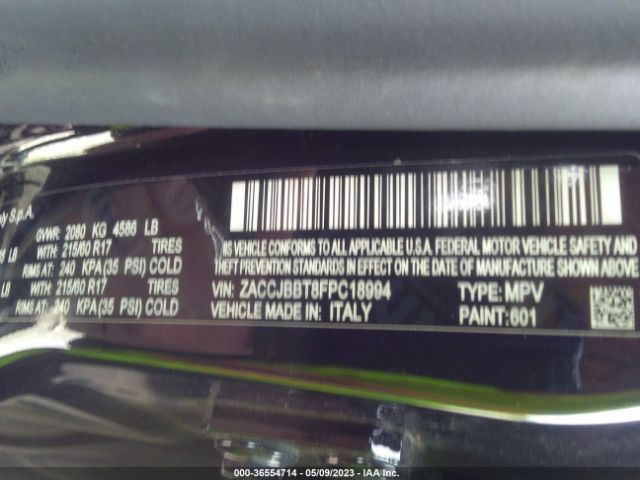 S.p.A.
GVWR: 2080 KG 4586 LB
LB WITH: 215/60 R17 TIRES
RIMS AT: 240 KPA(35 PSI) COLD
LB WITH: 215/60 R17 TIRES
RIMS AT: 240 KPA(35 PSI) COLD
IS VEHICLE CONFORMS TO ALL APPLICABLE U.S.A. FEDERAL MOTOR VEHICLE SAFETY AND
THEFT PREVENTION STANDARDS IN EFFECT ON THE DATE OF MANUFACTURE SHOWN ABOVE.
VIN: ZACCJBBT8FPC18994 TYPE: MPV
VEHICLE MADE IN: ITALY PAINT: 601
000-36554714 - 05/09/2023 - IAA Inc.